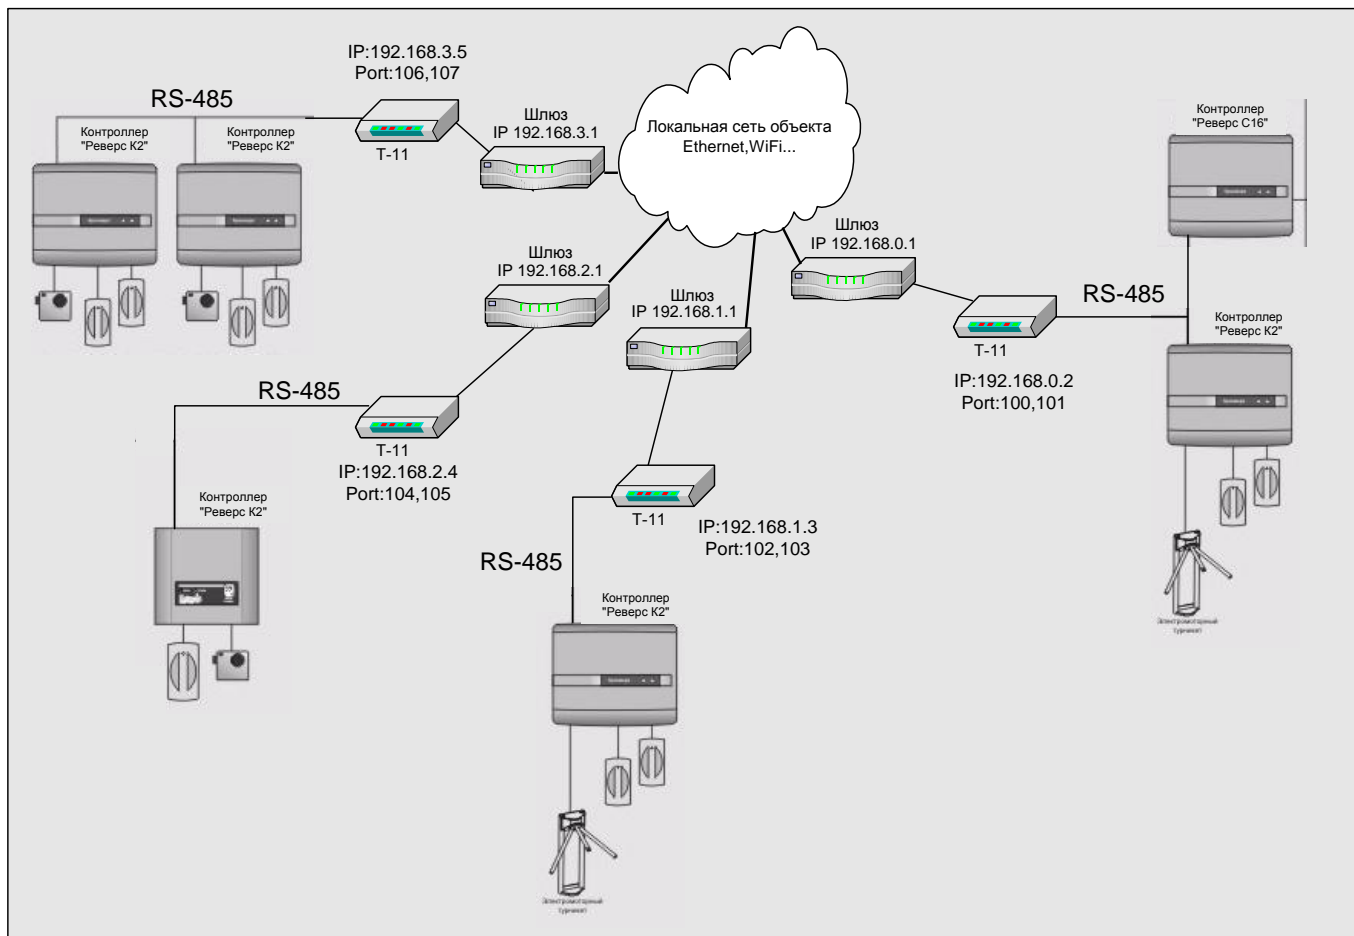 IP:192.168.3.5
Port:106,107
RS-485
Контроллер
"Реверс К2"
Контроллер
"Реверс К2"
T-11
Шлюз
IP 192.168.3.1
Локальная сеть объекта
Ethernet,WiFi...
Контроллер
"Реверс С16"
Шлюз
IP 192.168.2.1
Шлюз
IP 192.168.0.1
Шлюз
IP 192.168.1.1
RS-485
T-11
IP:192.168.0.2
Port:100,101
Контроллер
"Реверс К2"
RS-485
T-11
IP:192.168.2.4
Port:104,105
Контроллер
"Реверс К2"
T-11
IP:192.168.1.3
Port:102,103
RS-485
Контроллер
"Реверс К2"
Электромоторный
турникет
Электромоторный
турникет